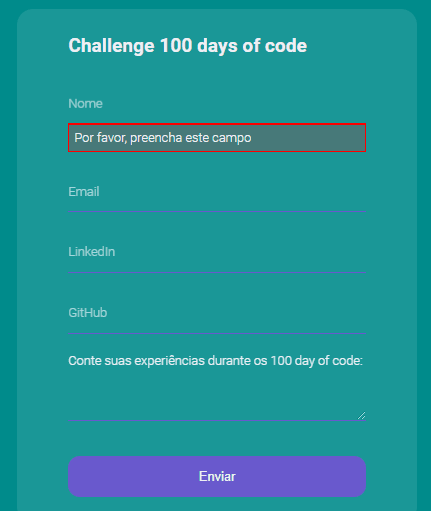 Challenge 100 days of code
Nome
Por favor, preencha este campo
Email
LinkedIn
GitHub
Conte suas experiências durante os 100 day of code:
Enviar